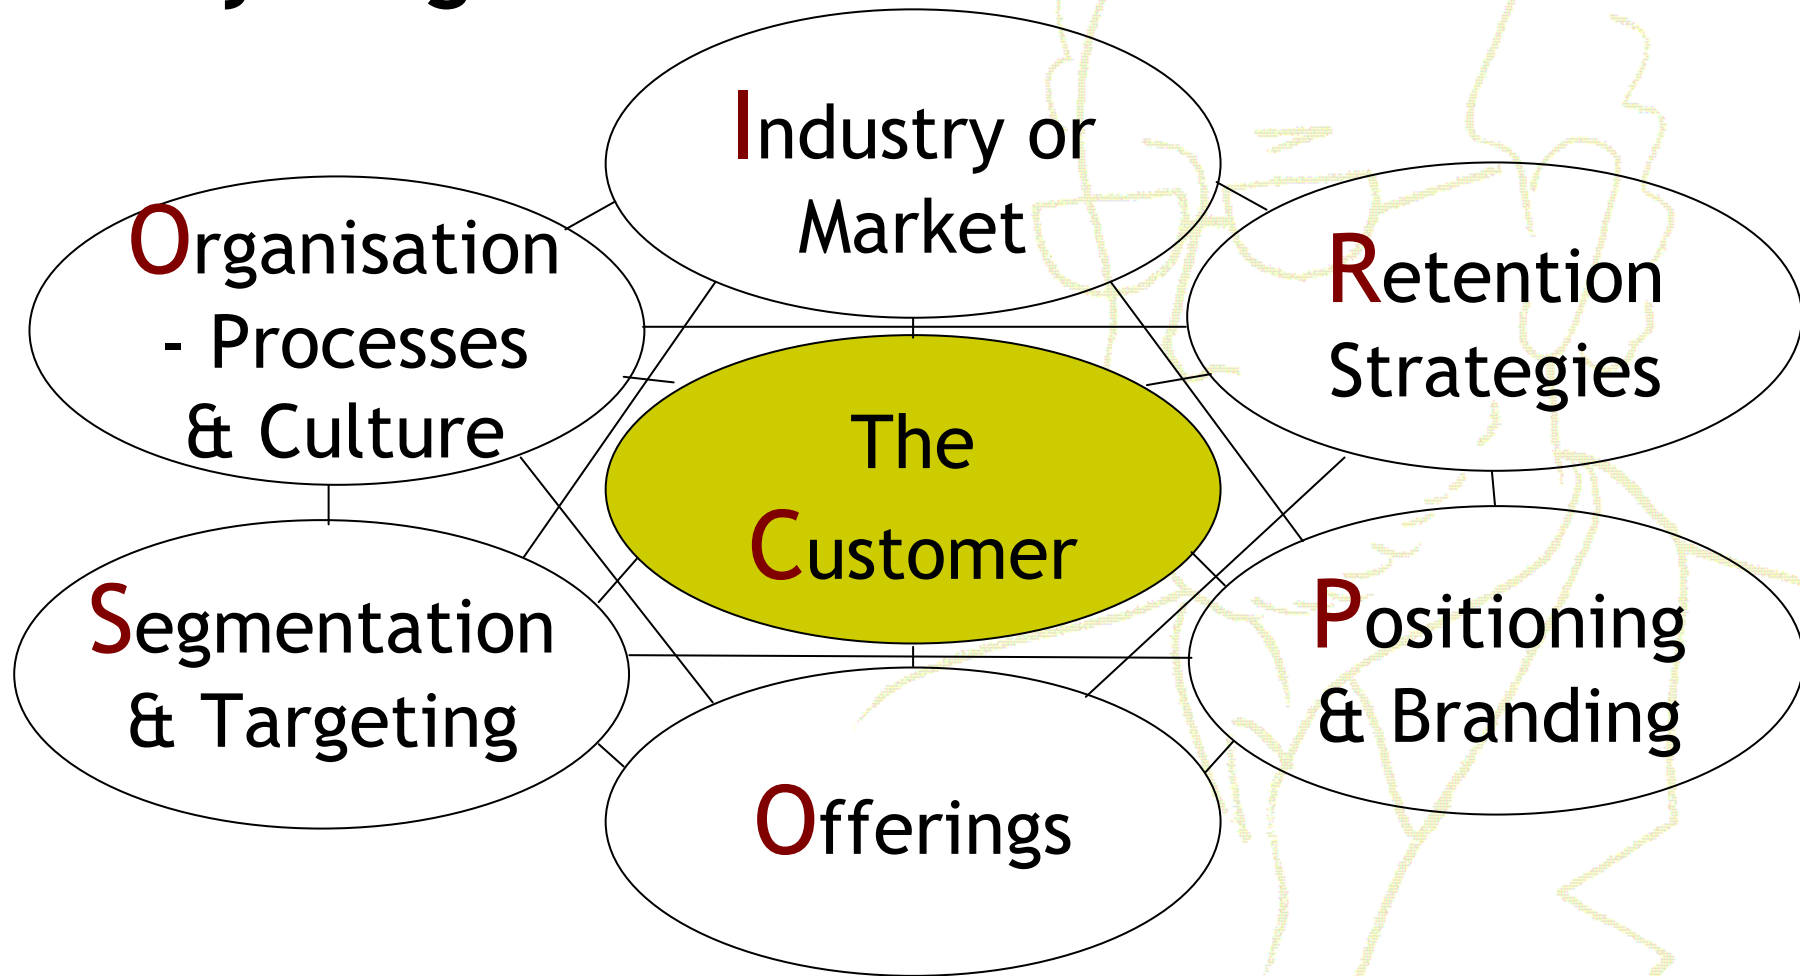 Industry or
Market
Organisation
- Processes
& Culture
Retention
Strategies
The
Customer
Segmentation
& Targeting
Positioning
& Branding
Offerings